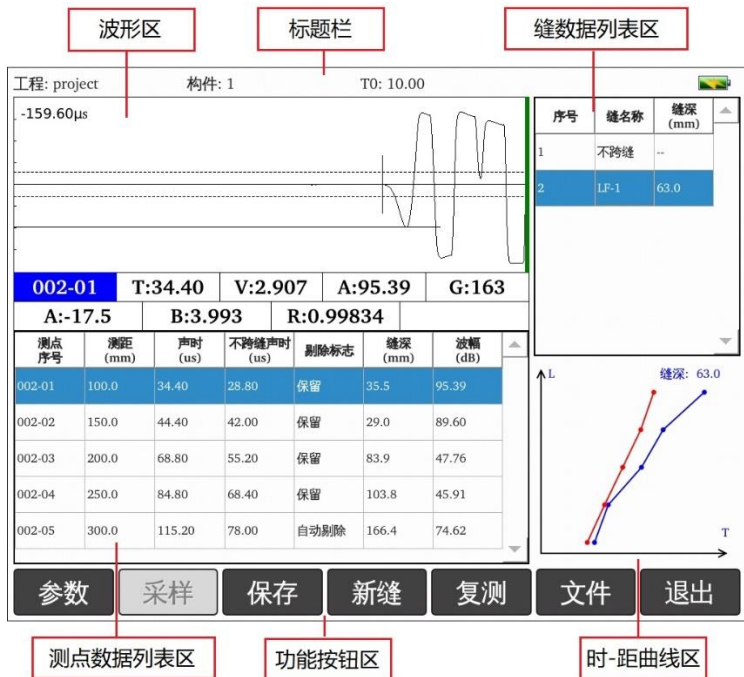 波形区 标题栏 缝数据列表区
工程: project 构件: 1 T0: 10.00
-159.60μs
序号 缝名称 缝深(mm)
1 不跨缝 --
2 LF-1 63.0
002-01 T:34.40 V:2.907 A:95.39 G:163
A:-17.5 B:3.993 R:0.99834
测点序号 测距(mm) 声时(us) 不跨缝声时(us) 剔除标志 缝深(mm) 波幅(dB)
002-01 100.0 34.40 28.80 保留 35.5 95.39
002-02 150.0 44.40 42.00 保留 29.0 89.60
002-03 200.0 68.80 55.20 保留 83.9 47.76
002-04 250.0 84.80 68.40 保留 103.8 45.91
002-05 300.0 115.20 78.00 自动剔除 166.4 74.62
L 缝深: 63.0
T
参数 采样 保存 新缝 复测 文件 退出
测点数据列表区 功能按钮区 时-距曲线区